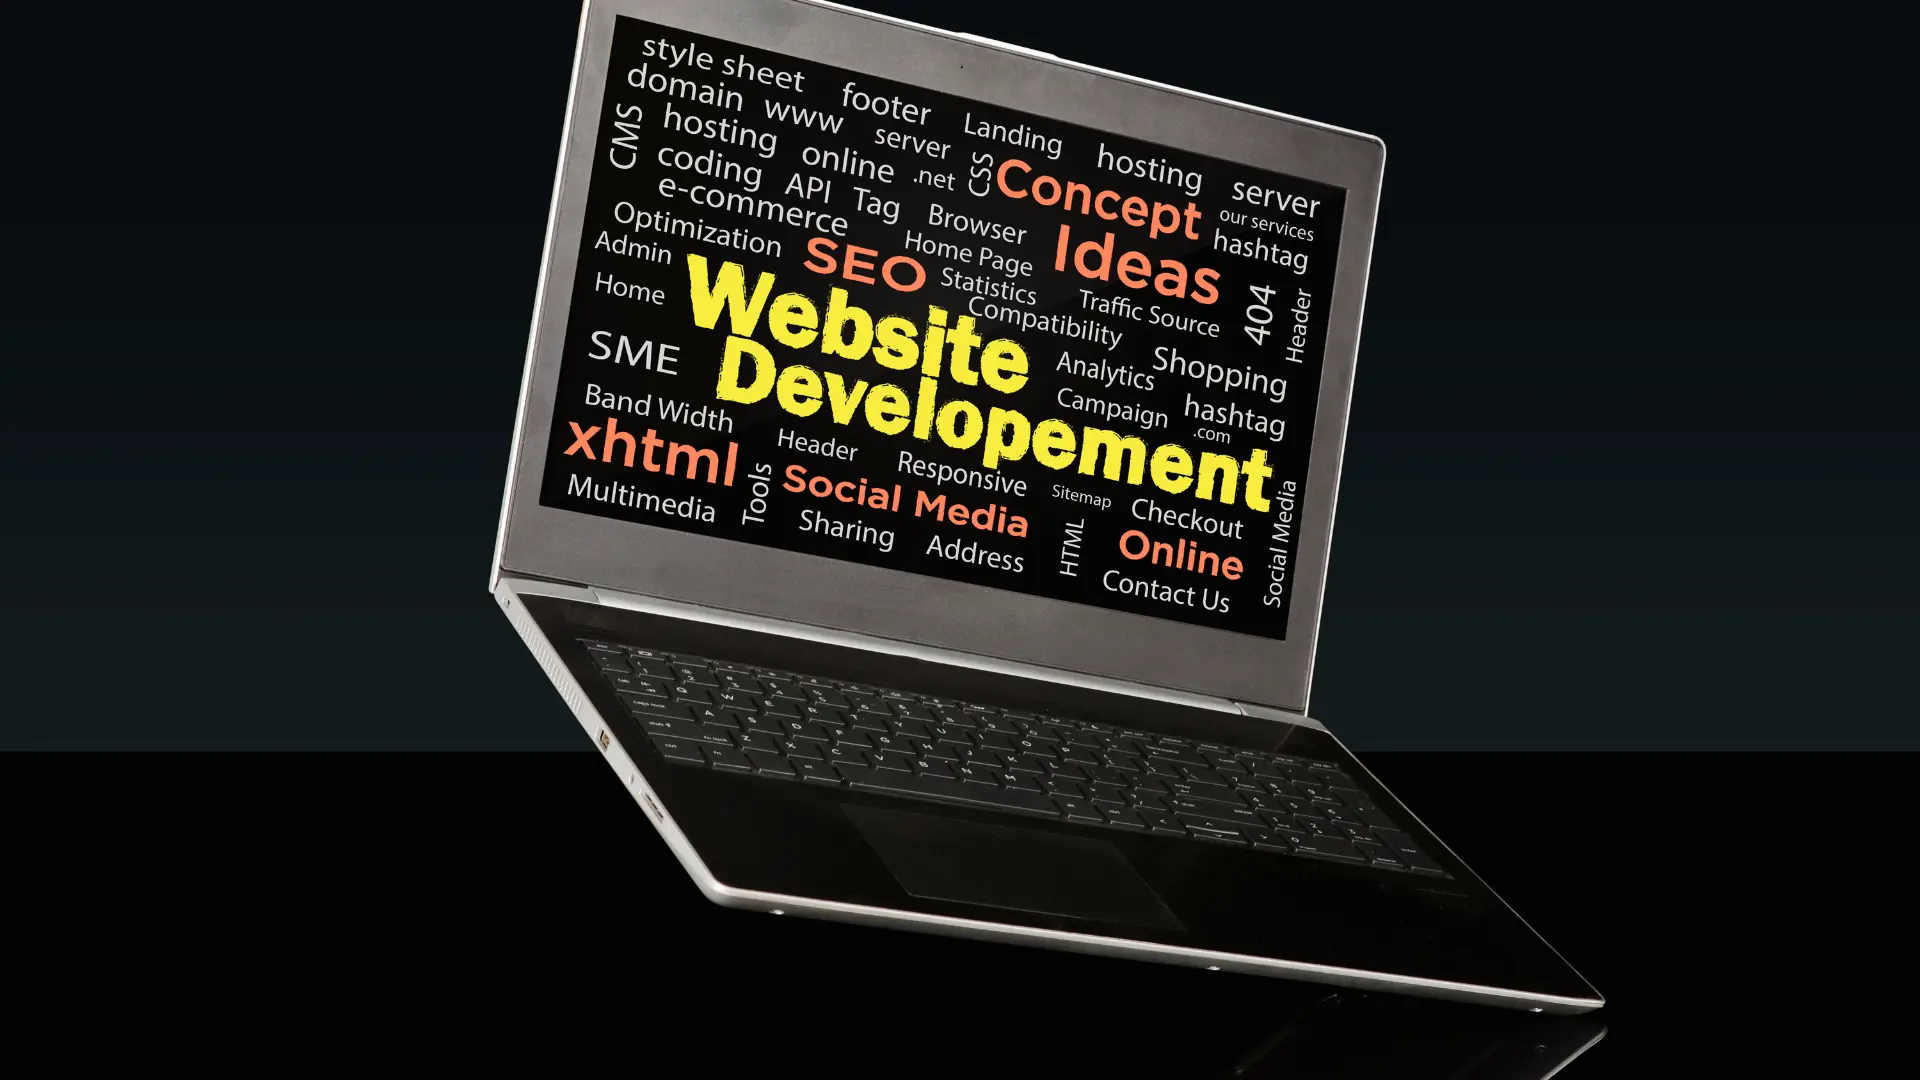 style sheet
domain
www
footer
Landing
hosting
server
CMS
hosting
server
CSS
Concept
our services
coding
online
.net
hashtag
e-commerce
API
Tag
Browser
Ideas
Optimization
Home Page
Admin
SEO
Statistics
Traffic Source
404
Header
Home
Website
Compatibility
SME
Developement
Analytics
Shopping
Campaign
hashtag
.com
Band Width
xhtml
Header
Responsive
Sitemap
Checkout
Social Media
Multimedia
Tools
Social Media
HTML
Online
Sharing
Address
Contact Us